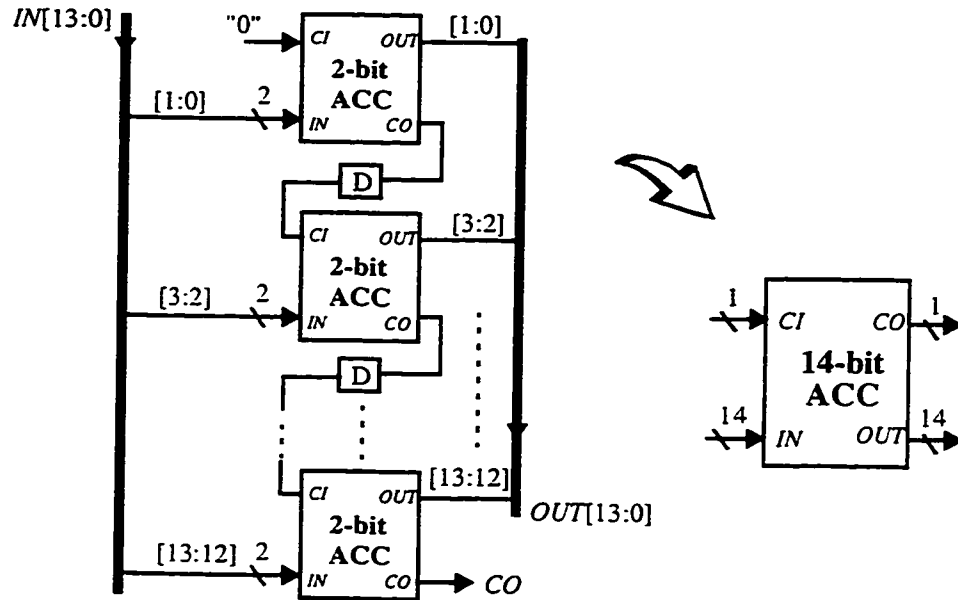 IN[13:0]
"0"
CI OUT
2-bit
ACC
IN CO
[1:0]
[1:0] 2
D
CI OUT
2-bit
ACC
IN CO
[3:2]
[3:2] 2
D
CI OUT
2-bit
ACC
IN CO
[13:12]
[13:12] 2
OUT[13:0]
CO
1
CI CO
1
14-bit
ACC
14
IN OUT
14